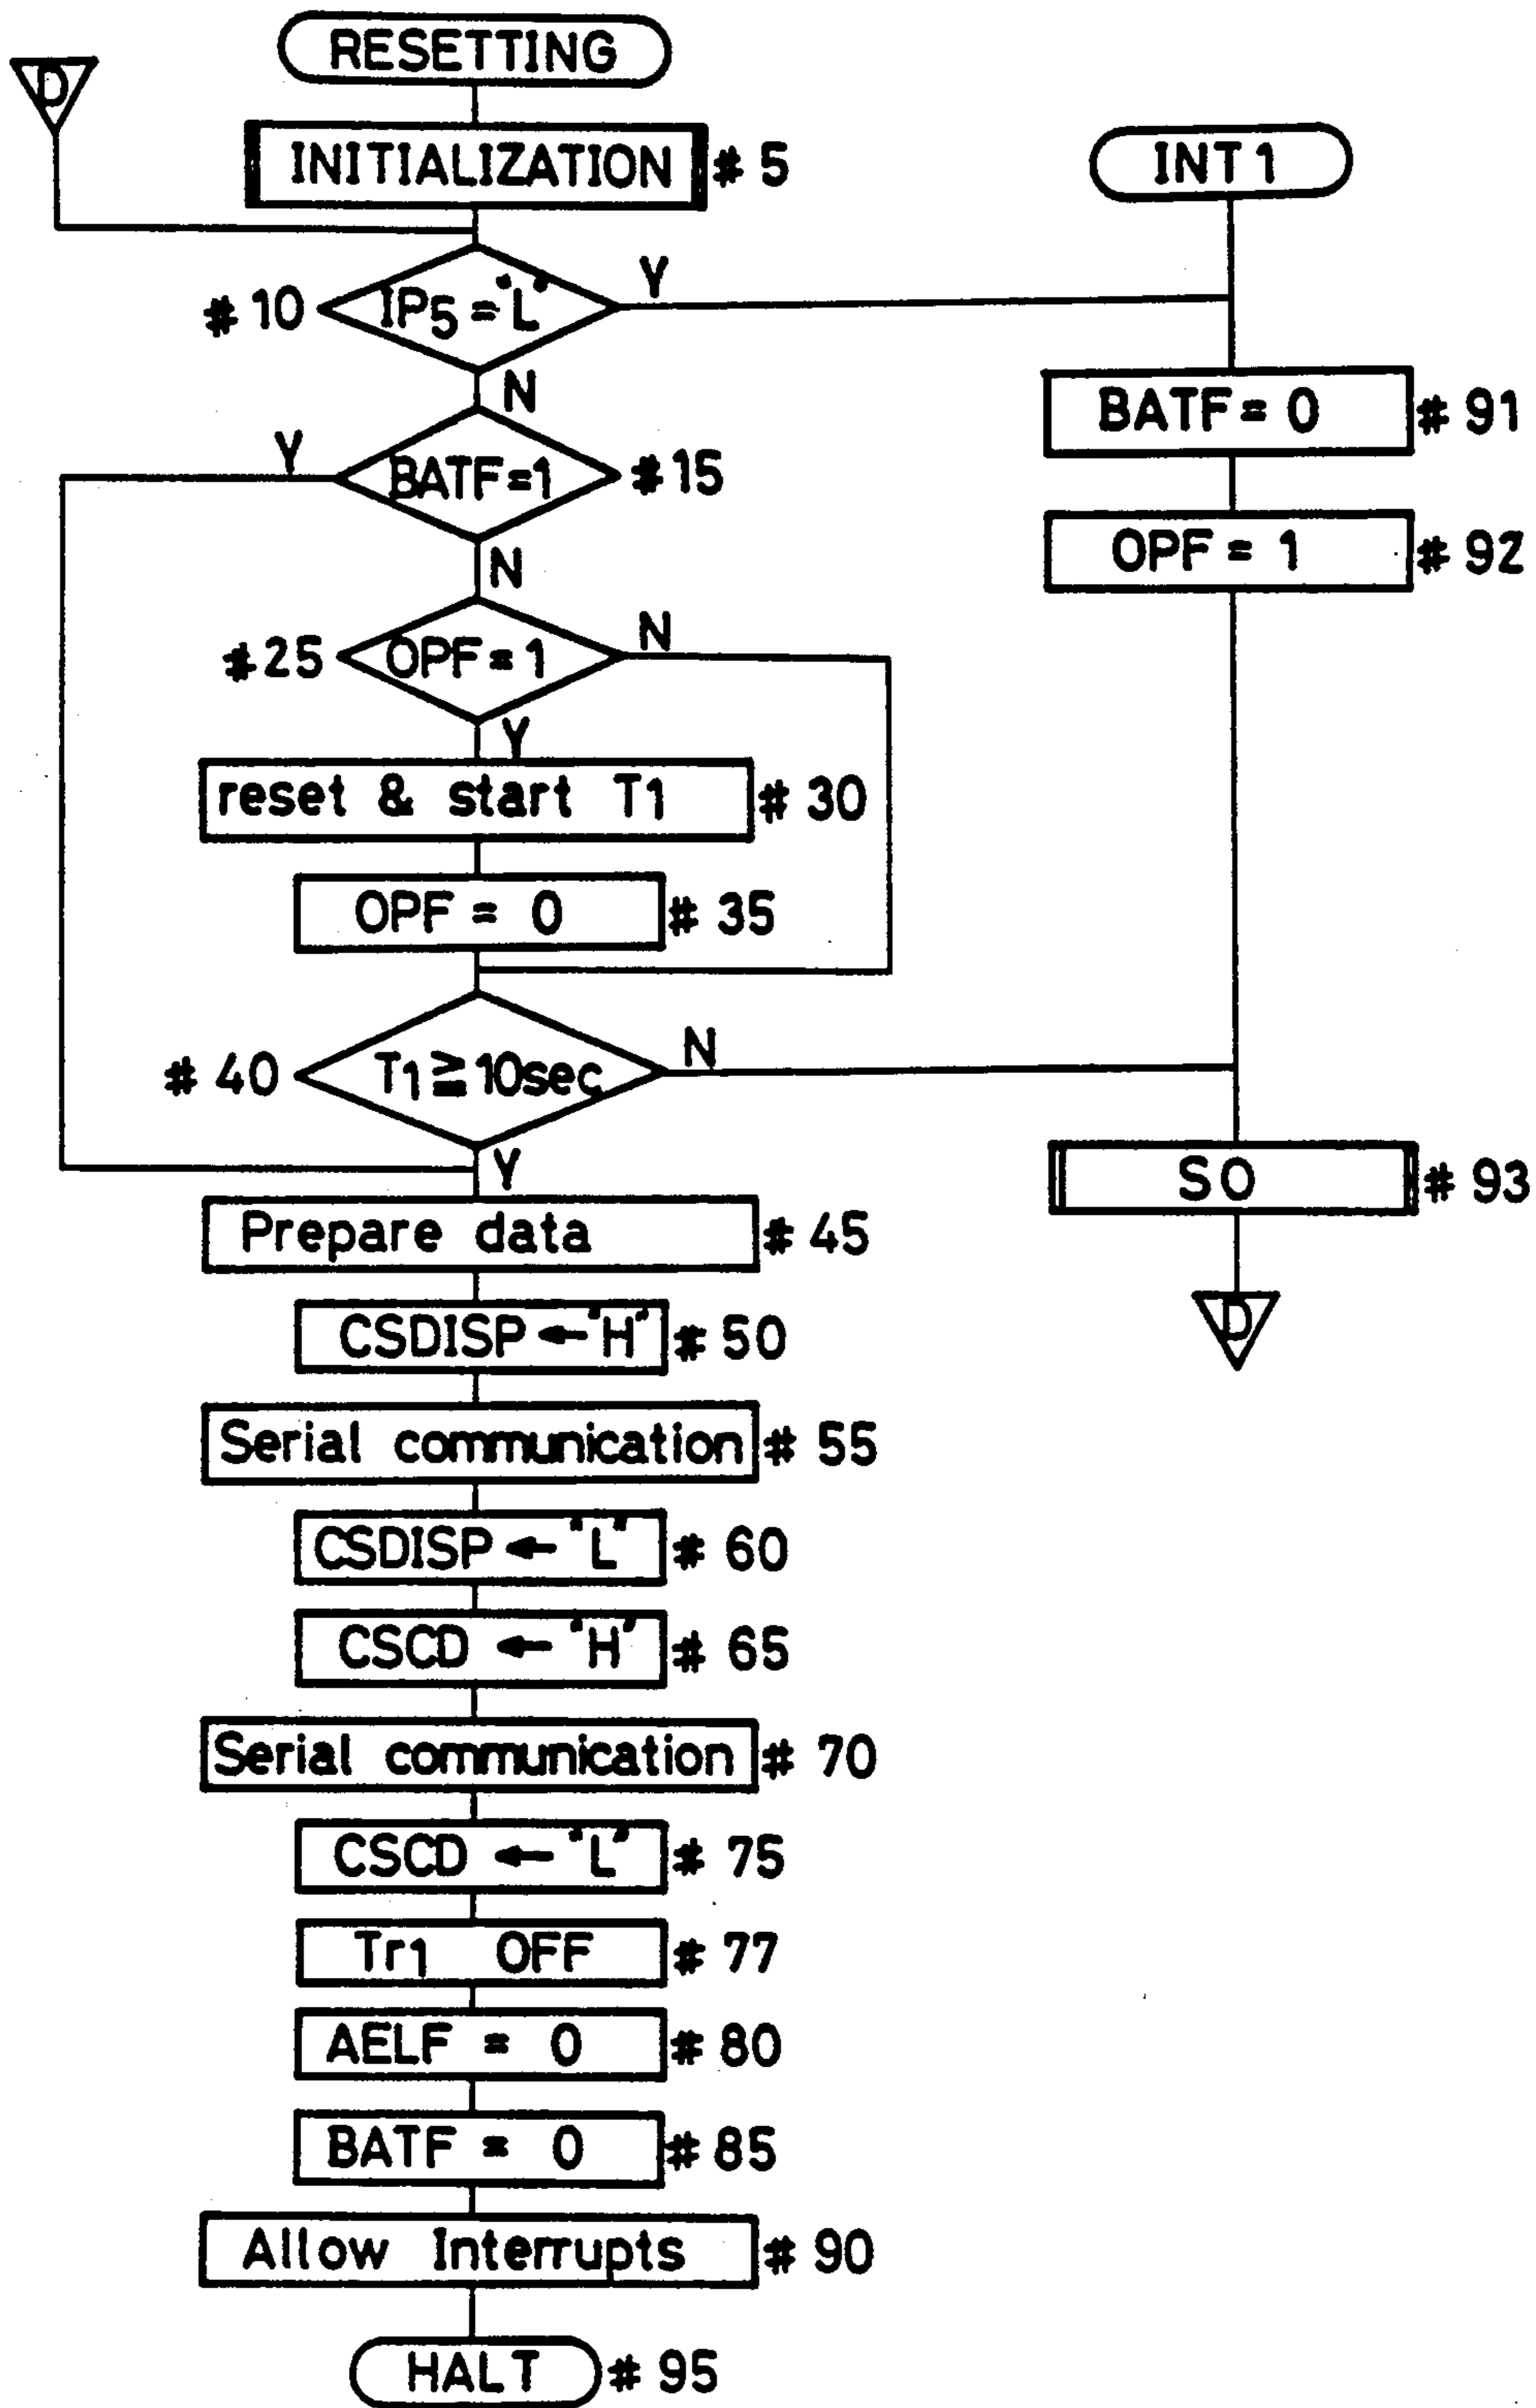 RESETTING
D
INITIALIZATION # 5
INT 1
# 10 IP5 = "L" Y
N
BATF = 0 # 91
Y BATF=1 # 15
N
OPF = 1 # 92
# 25 OPF = 1 N
Y
reset & start T1 # 30
OPF = 0 # 35
# 40 T1 ≧ 10sec N
Y
S0 # 93
Prepare data # 45
D
CSDISP ← "H" # 50
Serial communication # 55
CSDISP ← "L" # 60
CSCD ← "H" # 65
Serial communication # 70
CSCD ← "L" # 75
Tr1 OFF # 77
AELF = 0 # 80
BATF = 0 # 85
Allow Interrupts # 90
HALT # 95